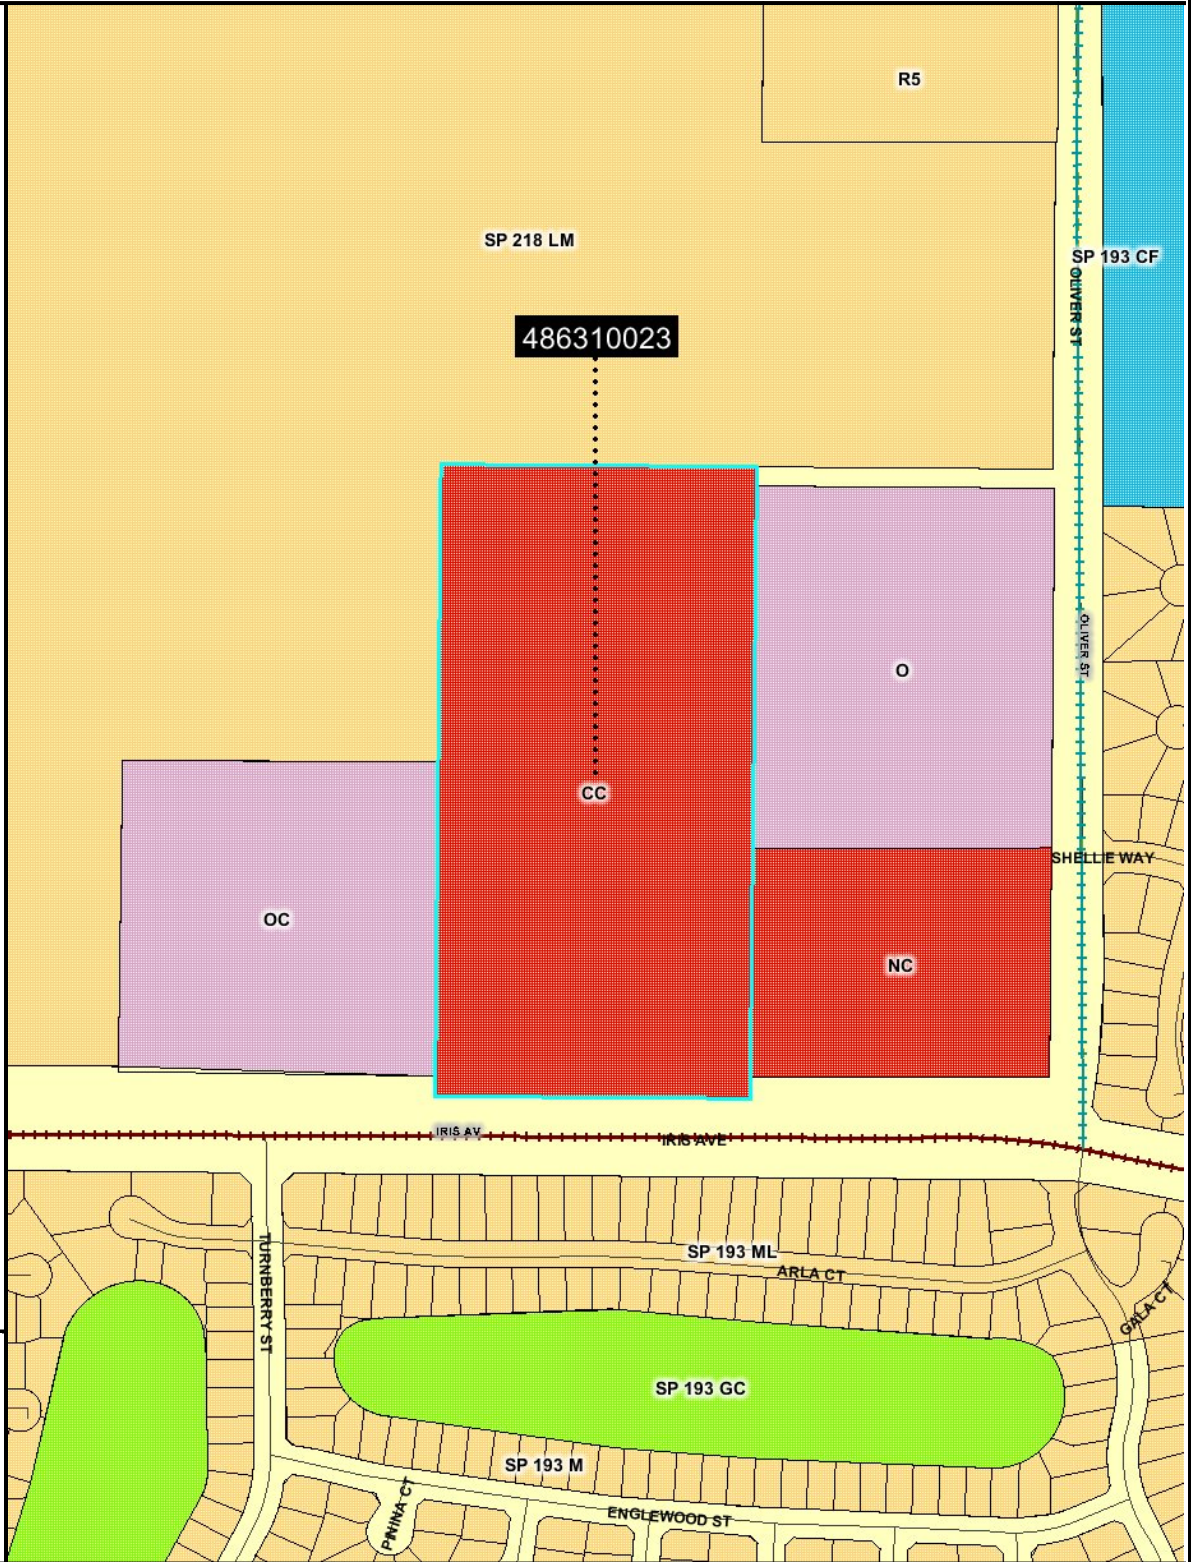 R5
SP 218 LM
SP 193 CF
OLIVER ST
486310023
OLIVER ST
O
CC
SHELLIE WAY
OC
NC
IRIS AV
IRIS AVE
TURNBERRY ST
SP 193 ML
ARLA CT
GALA CT
SP 193 GC
SP 193 M
PININA CT
ENGLEWOOD ST